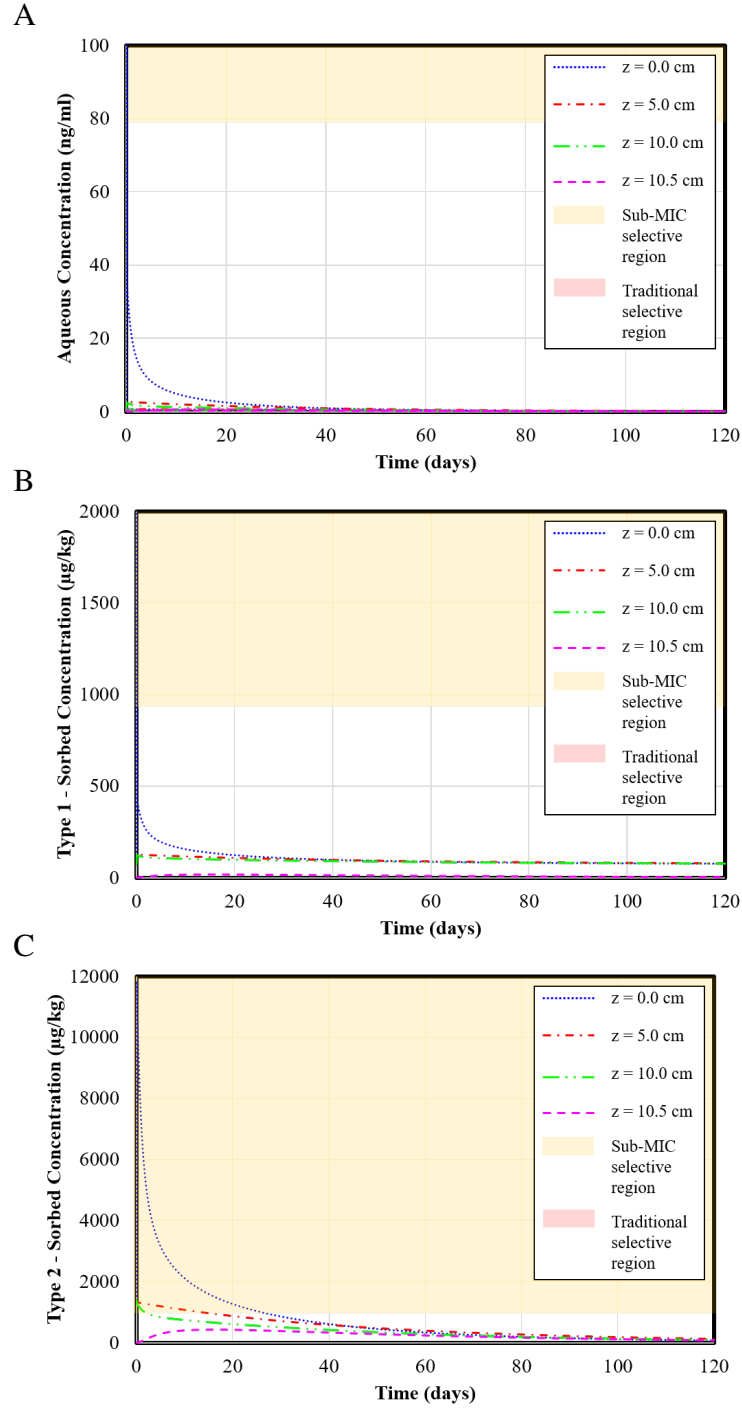 A
Aqueous Concentration (ng/ml)
100
80
60
40
20
0
z = 0.0 cm
z = 5.0 cm
z = 10.0 cm
z = 10.5 cm
Sub-MIC
selective
region
Traditional
selective
region
0 20 40 60 80 100 120
Time (days)
B
Type 1 - Sorbed Concentration (µg/kg)
2000
1500
1000
500
0
z = 0.0 cm
z = 5.0 cm
z = 10.0 cm
z = 10.5 cm
Sub-MIC
selective
region
Traditional
selective
region
0 20 40 60 80 100 120
Time (days)
C
Type 2 - Sorbed Concentration (µg/kg)
12000
10000
8000
6000
4000
2000
0
z = 0.0 cm
z = 5.0 cm
z = 10.0 cm
z = 10.5 cm
Sub-MIC
selective
region
Traditional
selective
region
0 20 40 60 80 100 120
Time (days)